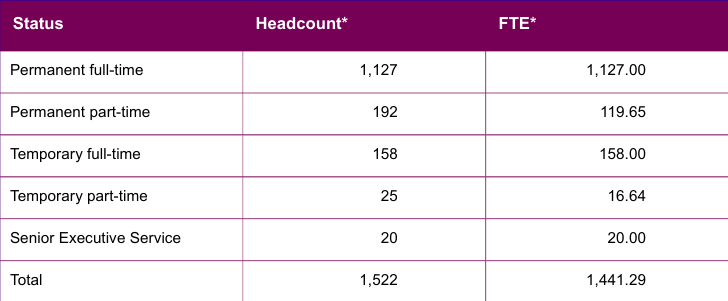 Status Headcount* FTE*
Permanent full-time 1,127 1,127.00
Permanent part-time 192 119.65
Temporary full-time 158 158.00
Temporary part-time 25 16.64
Senior Executive Service 20 20.00
Total 1,522 1,441.29